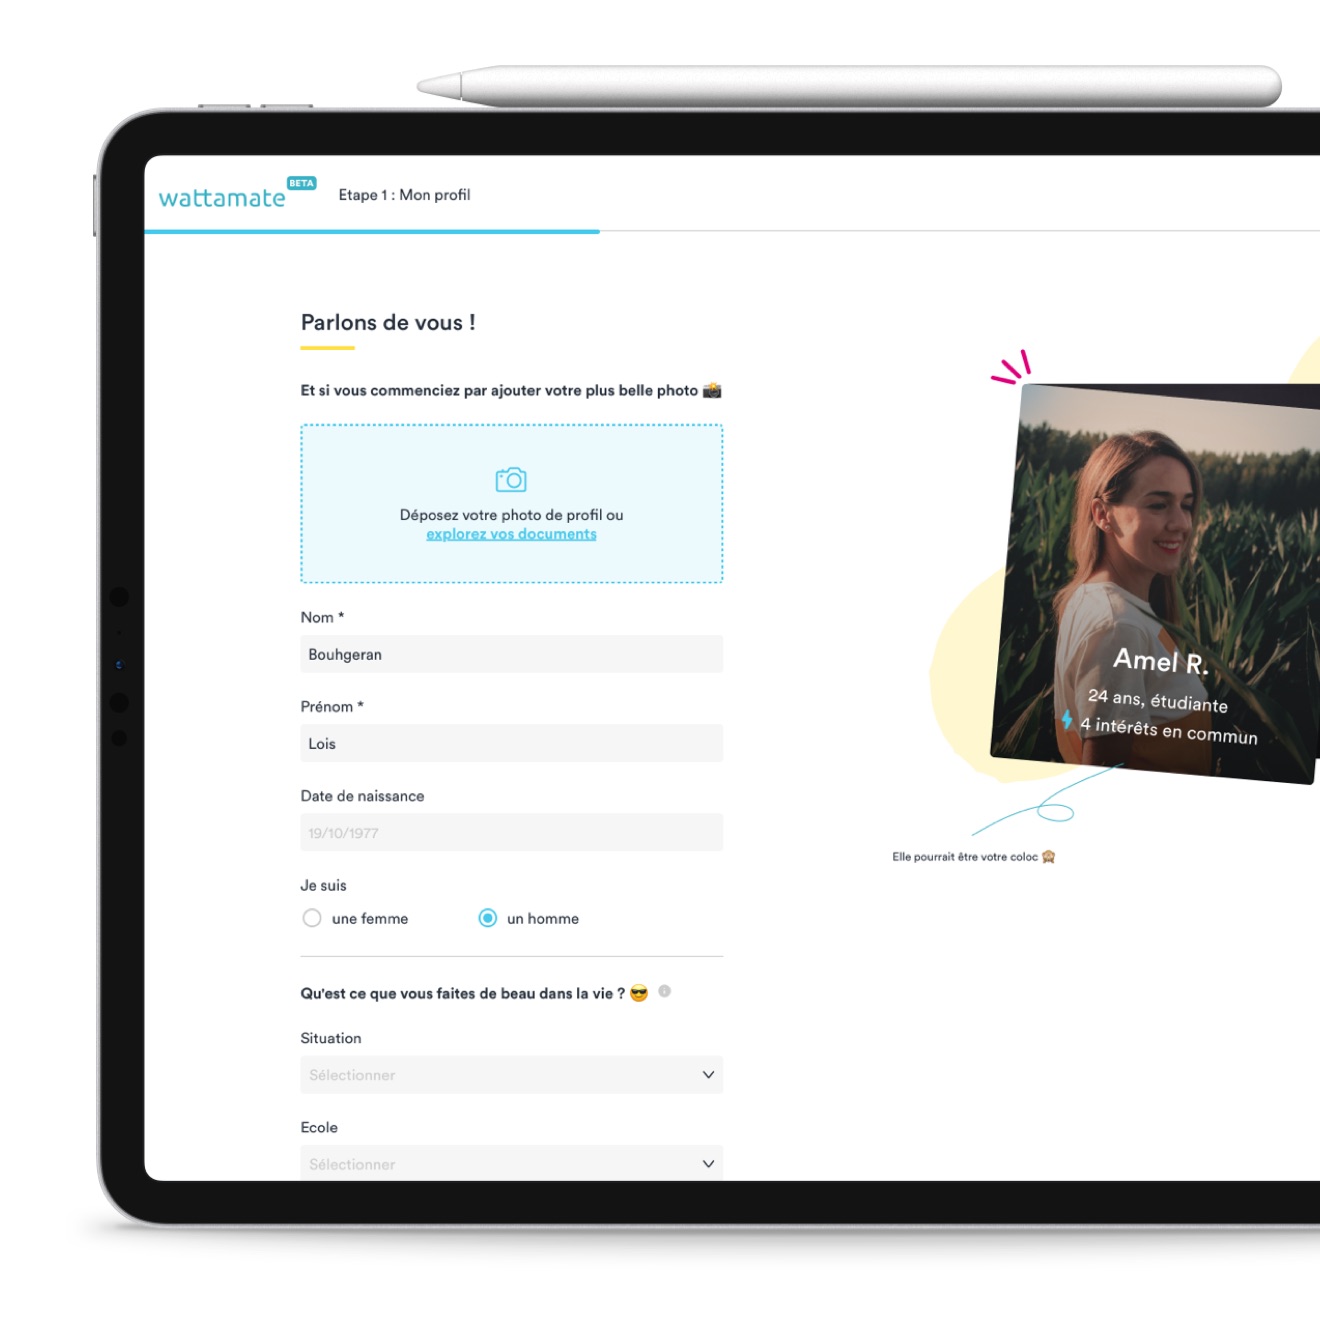 wattamate BETA
Etape 1 : Mon profil
Parlons de vous !
Et si vous commenciez par ajouter votre plus belle photo 📸
Déposez votre photo de profil ou
explorez vos documents
Nom *
Bouhgeran
Prénom *
Lois
Date de naissance
19/10/1977
Je suis
une femme
un homme
Qu'est ce que vous faites de beau dans la vie ? 😎
Situation
Sélectionner
Ecole
Sélectionner
Amel R.
24 ans, étudiante
4 intérêts en commun
Elle pourrait être votre coloc 🙈